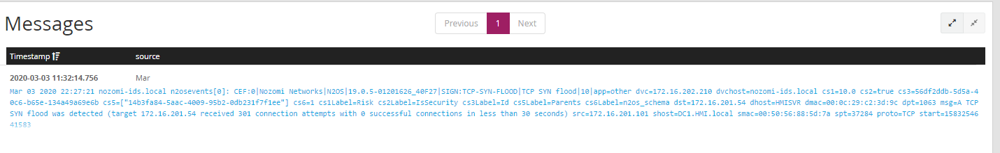 Messages
Previous 1 Next
Timestamp source
2020-03-03 11:32:14.756 Mar
Mar 03 2020 22:27:21 nozomi-ids.local n2osevents[0]: CEF:0|Nozomi Networks|N2OS|19.0.5-01201626_40F27|SIGN:TCP-SYN-FLOOD|TCP SYN flood|10|app=other dvc=172.16.202.210 dvchost=nozomi-ids.local cs1=10.0 cs2=true cs3=56df2ddb-5d5a-4
0c6-b65e-134a49a69e6b cs5=["14b3fa84-5aac-4009-95b2-0db231f7f1ee"] cs6=1 cs1Label=Risk cs2Label=IsSecurity cs3Label=Id cs5Label=Parents cs6Label=n2os_schema dst=172.16.201.54 dhost=HMISVR dmac=00:0c:29:c2:3d:9c dpt=1063 msg=A TCP
SYN flood was detected (target 172.16.201.54 received 301 connection attempts with 0 successful connections in less than 30 seconds) src=172.16.201.101 shost=DC1.HMI.local smac=00:50:56:88:5d:7a spt=37284 proto=TCP start=15832546
41583